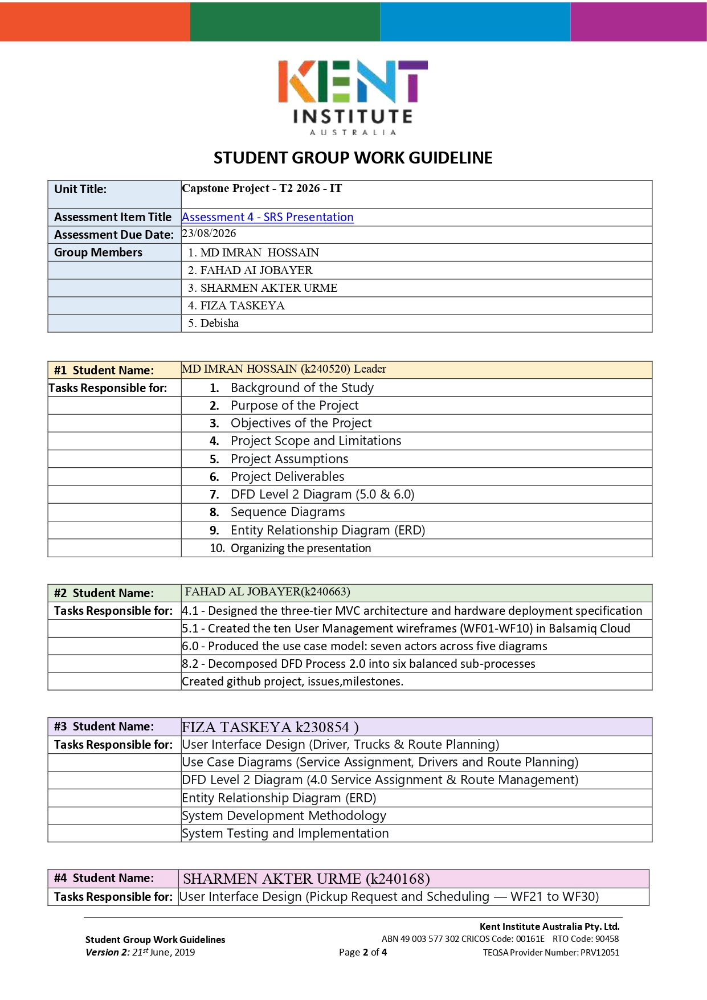 KENT
INSTITUTE
AUSTRALIA
STUDENT GROUP WORK GUIDELINE
Unit Title: Capstone Project - T2 2026 - IT
Assessment Item Title Assessment 4 - SRS Presentation
Assessment Due Date: 23/08/2026
Group Members 1. MD IMRAN HOSSAIN
2. FAHAD AI JOBAYER
3. SHARMEN AKTER URME
4. FIZA TASKEYA
5. Debisha
#1 Student Name: MD IMRAN HOSSAIN (k240520) Leader
Tasks Responsible for: 1. Background of the Study
2. Purpose of the Project
3. Objectives of the Project
4. Project Scope and Limitations
5. Project Assumptions
6. Project Deliverables
7. DFD Level 2 Diagram (5.0 & 6.0)
8. Sequence Diagrams
9. Entity Relationship Diagram (ERD)
10. Organizing the presentation
#2 Student Name: FAHAD AL JOBAYER(k240663)
Tasks Responsible for: 4.1 - Designed the three-tier MVC architecture and hardware deployment specification
5.1 - Created the ten User Management wireframes (WF01-WF10) in Balsamiq Cloud
6.0 - Produced the use case model: seven actors across five diagrams
8.2 - Decomposed DFD Process 2.0 into six balanced sub-processes
Created github project, issues,milestones.
#3 Student Name: FIZA TASKEYA k230854 )
Tasks Responsible for: User Interface Design (Driver, Trucks & Route Planning)
Use Case Diagrams (Service Assignment, Drivers and Route Planning)
DFD Level 2 Diagram (4.0 Service Assignment & Route Management)
Entity Relationship Diagram (ERD)
System Development Methodology
System Testing and Implementation
#4 Student Name: SHARMEN AKTER URME (k240168)
Tasks Responsible for: User Interface Design (Pickup Request and Scheduling — WF21 to WF30)
Kent Institute Australia Pty. Ltd.
Student Group Work Guidelines ABN 49 003 577 302 CRICOS Code: 00161E RTO Code: 90458
Version 2: 21st June, 2019 Page 2 of 4 TEQSA Provider Number: PRV12051